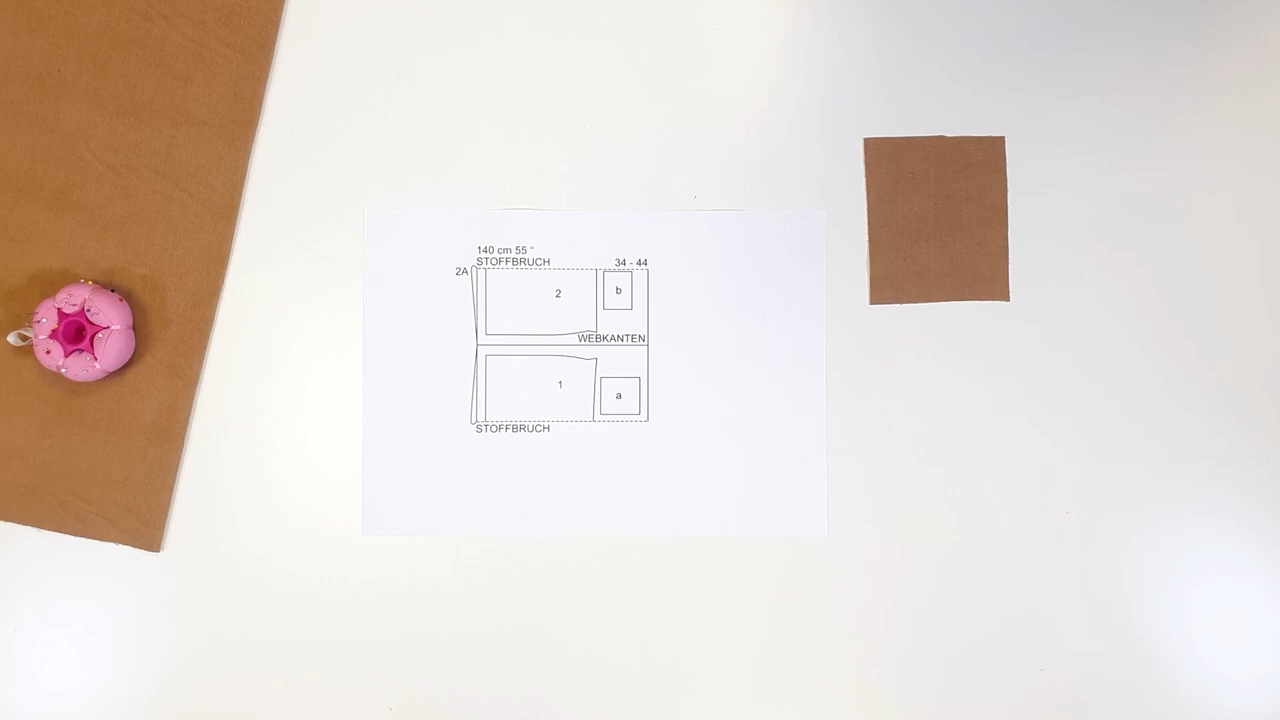 140 cm 55 "
STOFFBRUCH
34 - 44
2A
2
b
WEBKANTEN
1
a
STOFFBRUCH